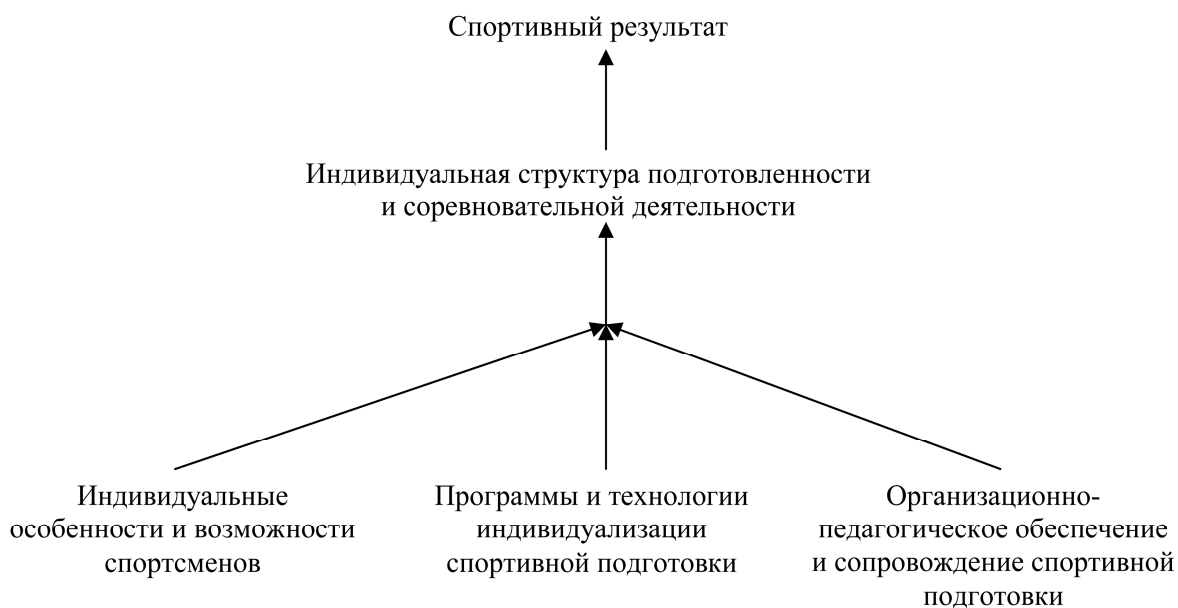 Спортивный результат
Индивидуальная структура подготовленности
и соревновательной деятельности
Индивидуальные
особенности и возможности
спортсменов
Программы и технологии
индивидуализации
спортивной подготовки
Организационно-
педагогическое обеспечение
и сопровождение спортивной
подготовки